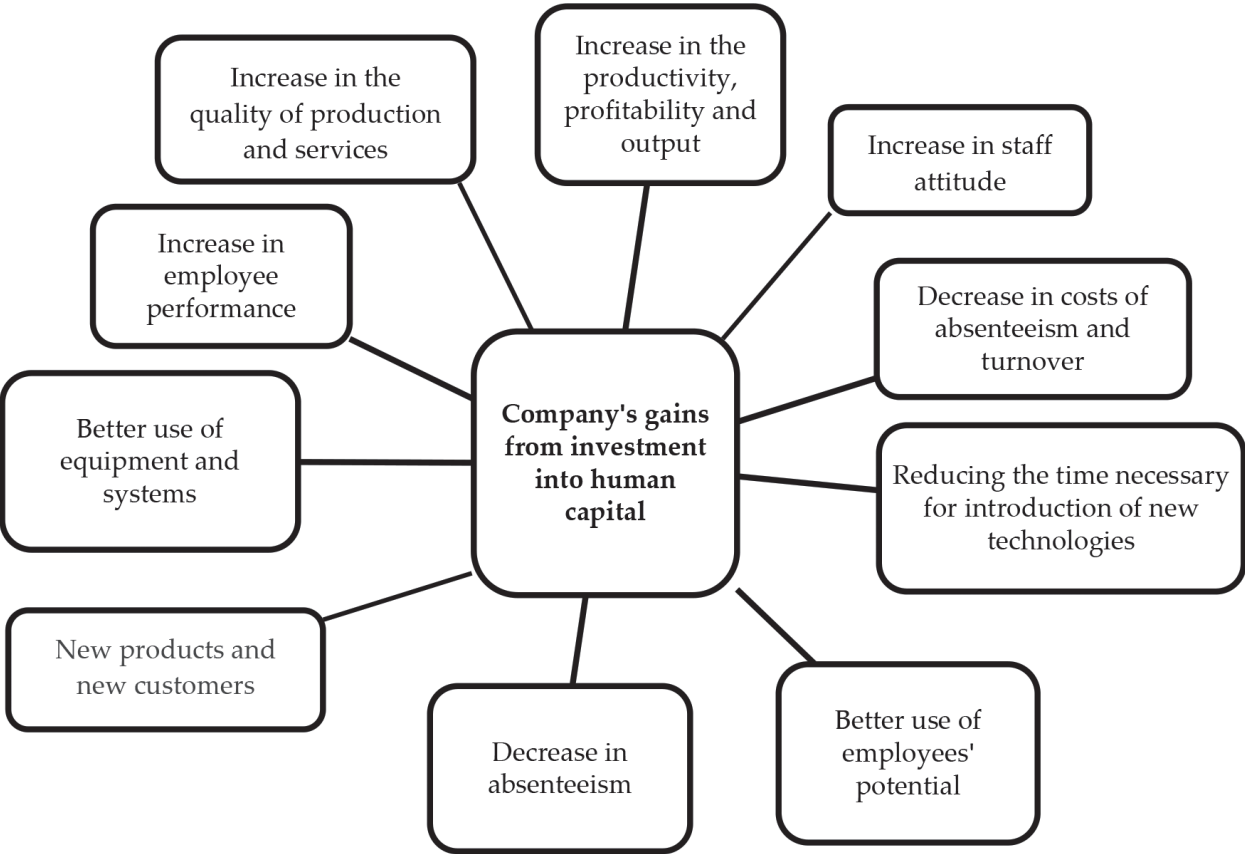 Increase in the
productivity,
profitability and
output
Increase in the
quality of production
and services
Increase in staff
attitude
Increase in
employee
performance
Decrease in costs of
absenteeism and
turnover
Company's gains
from investment
into human
capital
Better use of
equipment and
systems
Reducing the time necessary
for introduction of new
technologies
New products and
new customers
Decrease in
absenteeism
Better use of
employees'
potential